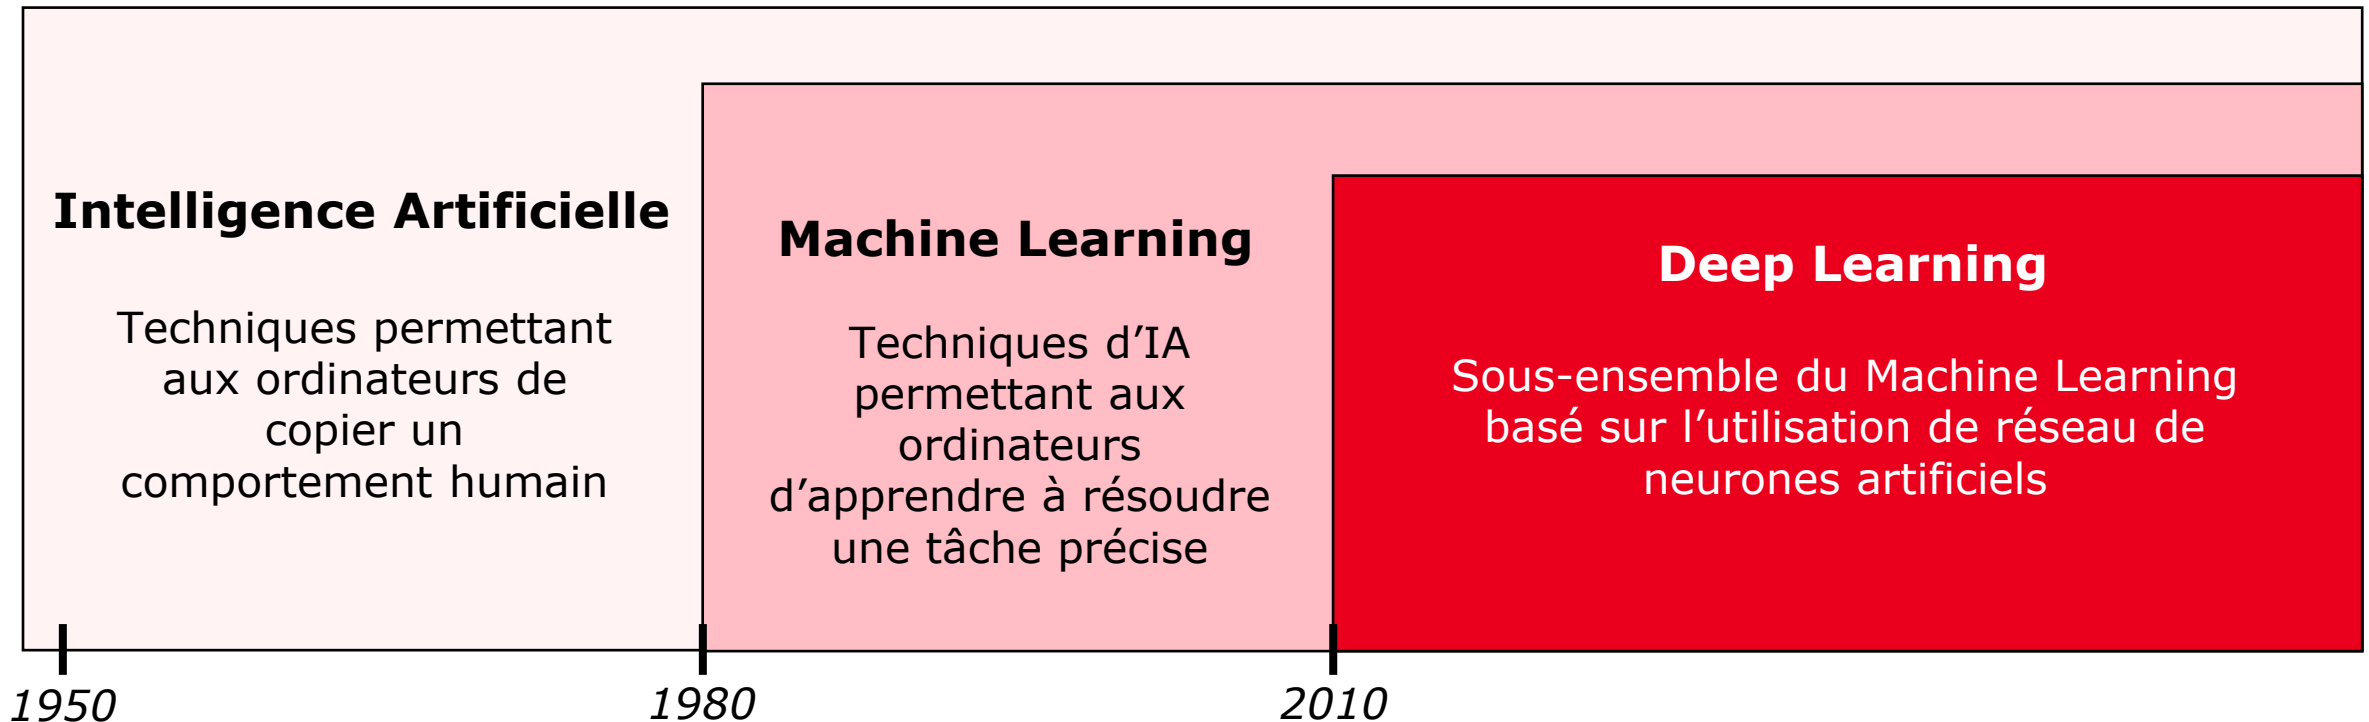 Intelligence Artificielle
Techniques permettant
aux ordinateurs de
copier un
comportement humain
Machine Learning
Techniques d’IA
permettant aux
ordinateurs
d’apprendre à résoudre
une tâche précise
Deep Learning
Sous-ensemble du Machine Learning
basé sur l’utilisation de réseau de
neurones artificiels
1950
1980
2010